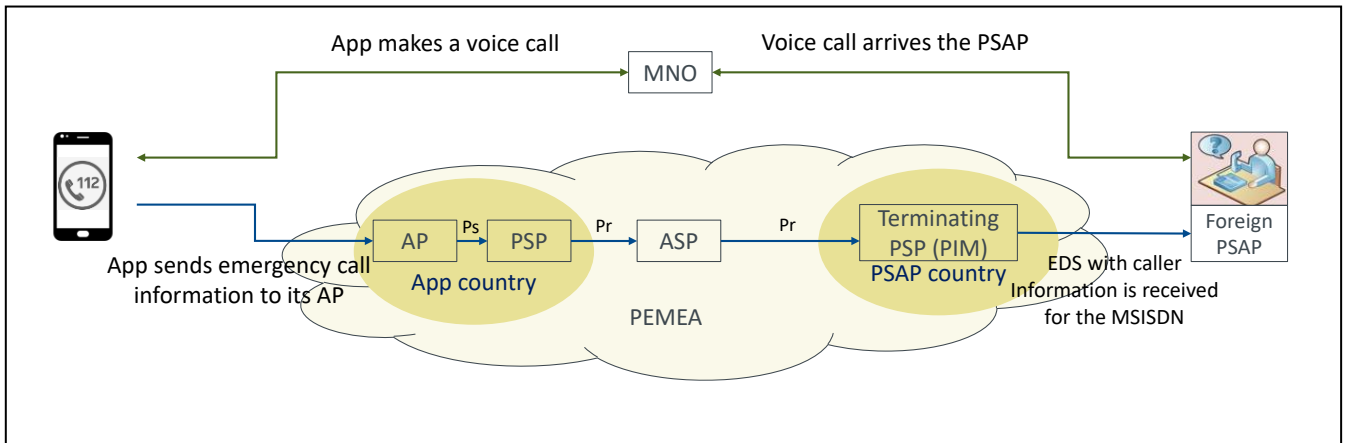 App makes a voice call
Voice call arrives the PSAP
MNO
112
?
AP
Ps
PSP
Pr
ASP
Pr
Terminating
PSP (PIM)
Foreign
PSAP
App sends emergency call
information to its AP
App country
PSAP country
EDS with caller
Information is received
for the MSISDN
PEMEA